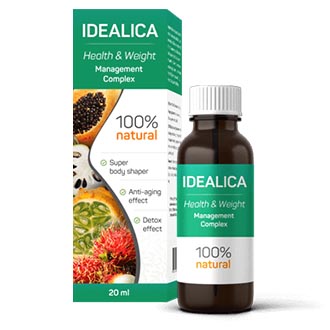 IDEALICA
Health & Weight
Management
Complex
100%
natural
Super
body shaper
Anti-aging
effect
Detox
effect
20 ml
IDEALICA
Health & Weight
Management
Complex
100%
natural